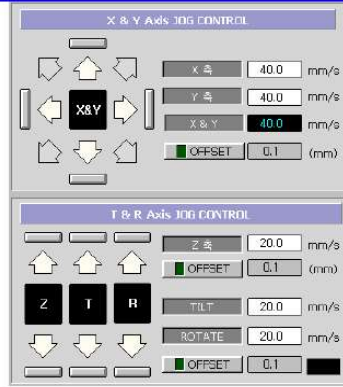 X & Y Axis JOG CONTROL
X 축 40.0 mm/s
Y 축 40.0 mm/s
X&Y
X & Y 40.0 mm/s
OFFSET 0.1 (mm)
T & R Axis JOG CONTROL
Z 축 20.0 mm/s
OFFSET 0.1 (mm)
Z T R
TILT 20.0 mm/s
ROTATE 20.0 mm/s
OFFSET 0.1